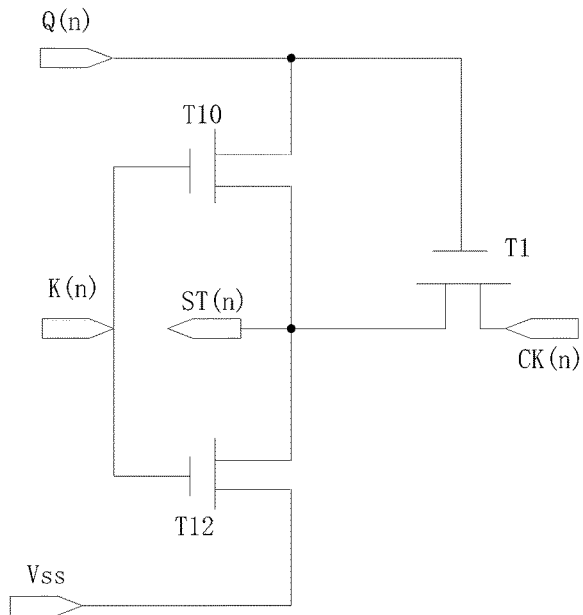 Q(n)
T10
T1
K(n)
ST(n)
CK(n)
T12
Vss